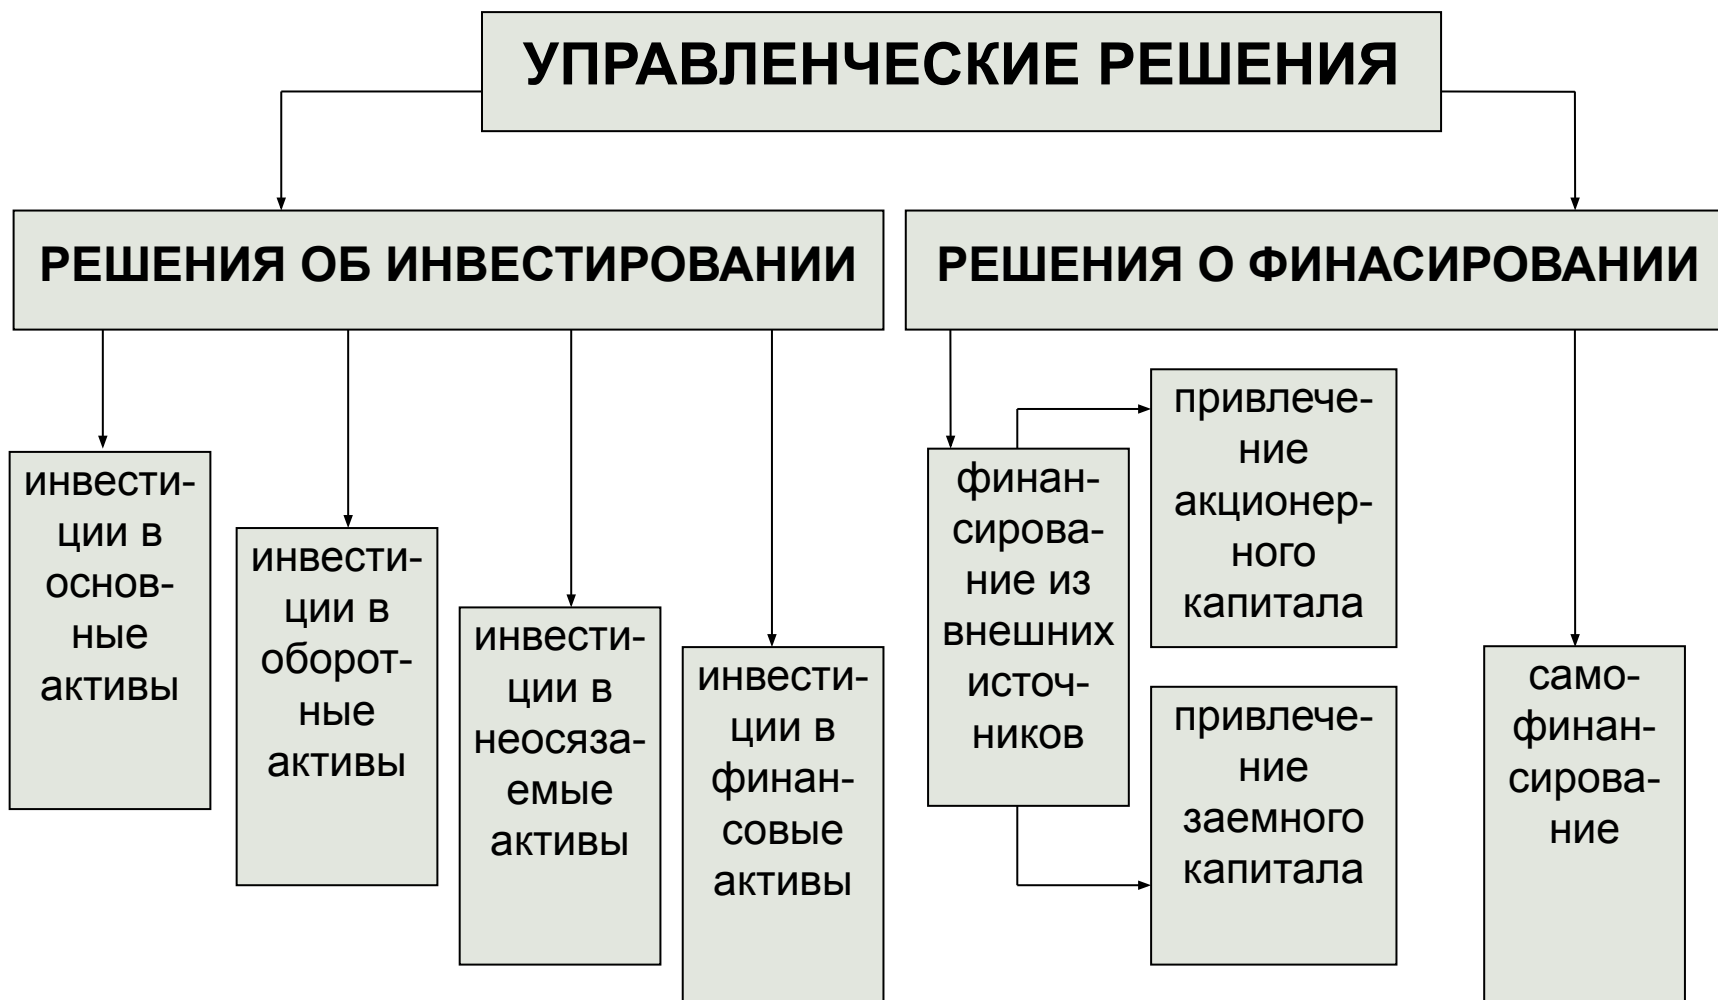 УПРАВЛЕНЧЕСКИЕ РЕШЕНИЯ
РЕШЕНИЯ ОБ ИНВЕСТИРОВАНИИ
РЕШЕНИЯ О ФИНАСИРОВАНИИ
инвести-
ции в
основ-
ные
активы
инвести-
ции в
оборот-
ные
активы
инвести-
ции в
неосяза-
емые
активы
инвести-
ции в
финан-
совые
активы
финан-
сирова-
ние из
внешних
источ-
ников
привлече-
ние
акционер-
ного
капитала
привлече-
ние
заемного
капитала
само-
финан-
сирова-
ние